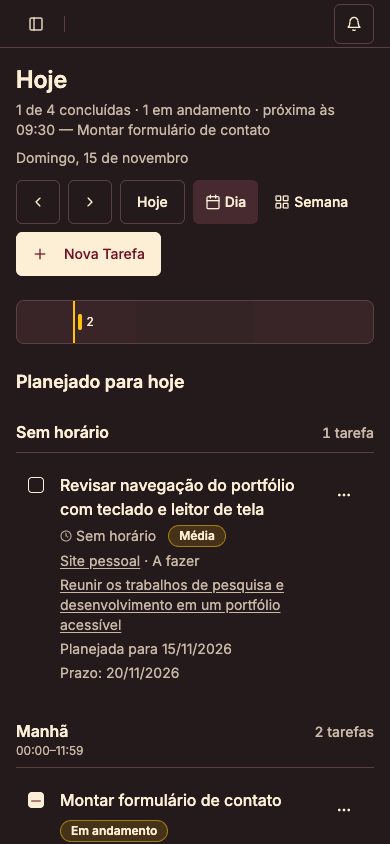 Hoje
1 de 4 concluídas · 1 em andamento · próxima às
09:30 — Montar formulário de contato
Domingo, 15 de novembro
Hoje
Dia
Semana
Nova Tarefa
2
Planejado para hoje
Sem horário
1 tarefa
Revisar navegação do portfólio
com teclado e leitor de tela
Sem horário
Média
Site pessoal · A fazer
Reunir os trabalhos de pesquisa e
desenvolvimento em um portfólio
acessível
Planejada para 15/11/2026
Prazo: 20/11/2026
Manhã
2 tarefas
00:00–11:59
Montar formulário de contato
Em andamento